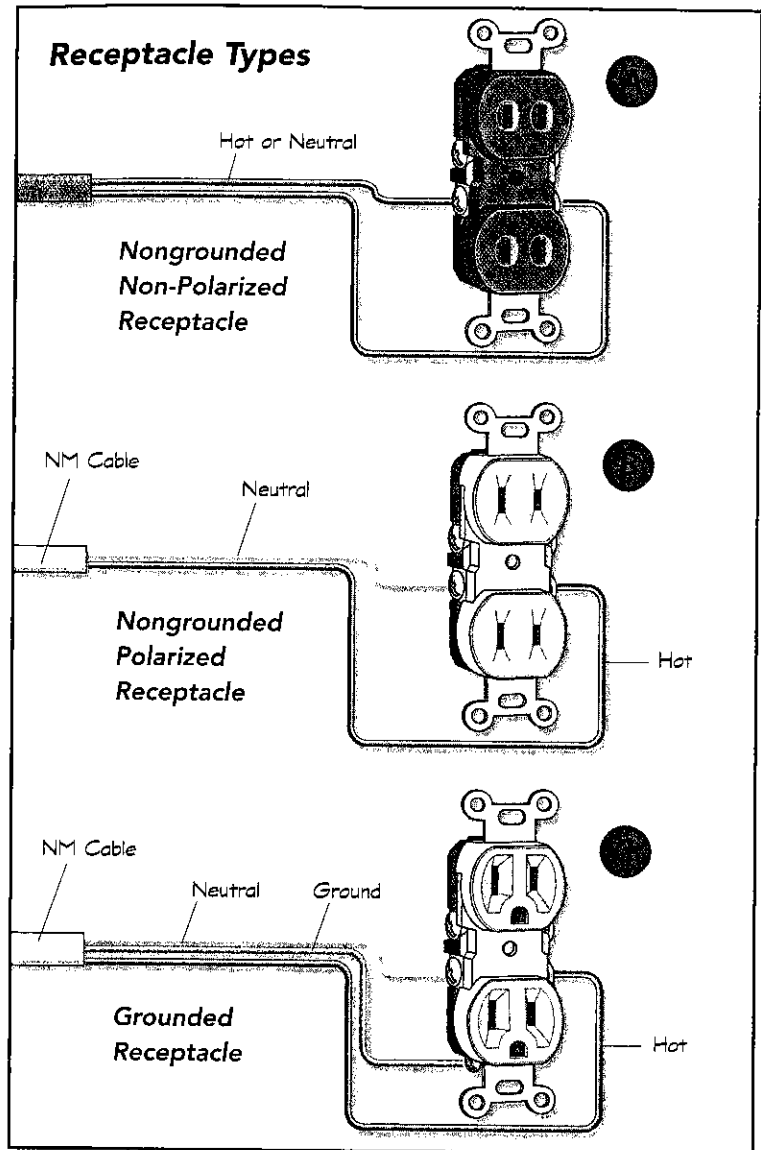 Receptacle Types
Hot or Neutral
Nongrounded
Non-Polarized
Receptacle
NM Cable
Neutral
Nongrounded
Polarized
Receptacle
Hot
NM Cable
Neutral
Ground
Grounded
Receptacle
Hot